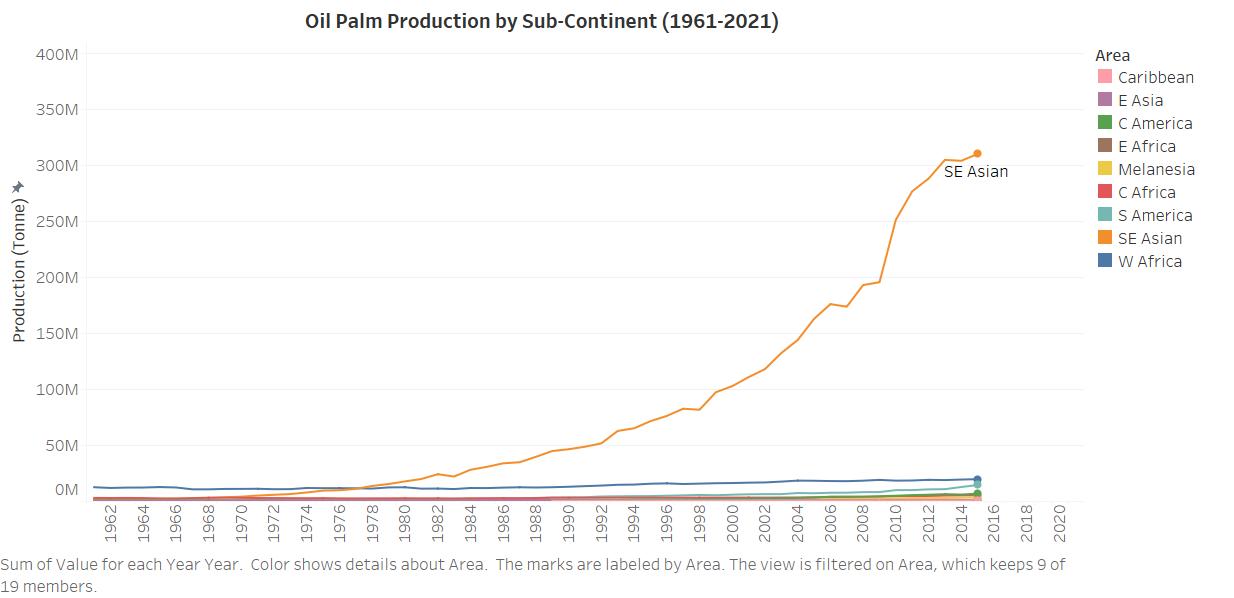 Oil Palm Production by Sub-Continent (1961-2021)
400M
350M
300M
250M
200M
150M
100M
50M
0M
Production (Tonne)
SE Asian
1962
1964
1966
1968
1970
1972
1974
1976
1978
1980
1982
1984
1986
1988
1990
1992
1994
1996
1998
2000
2002
2004
2006
2008
2010
2012
2014
2016
2018
2020
Area
Caribbean
E Asia
C America
E Africa
Melanesia
C Africa
S America
SE Asian
W Africa
Sum of Value for each Year Year.  Color shows details about Area.  The marks are labeled by Area. The view is filtered on Area, which keeps 9 of
19 members.